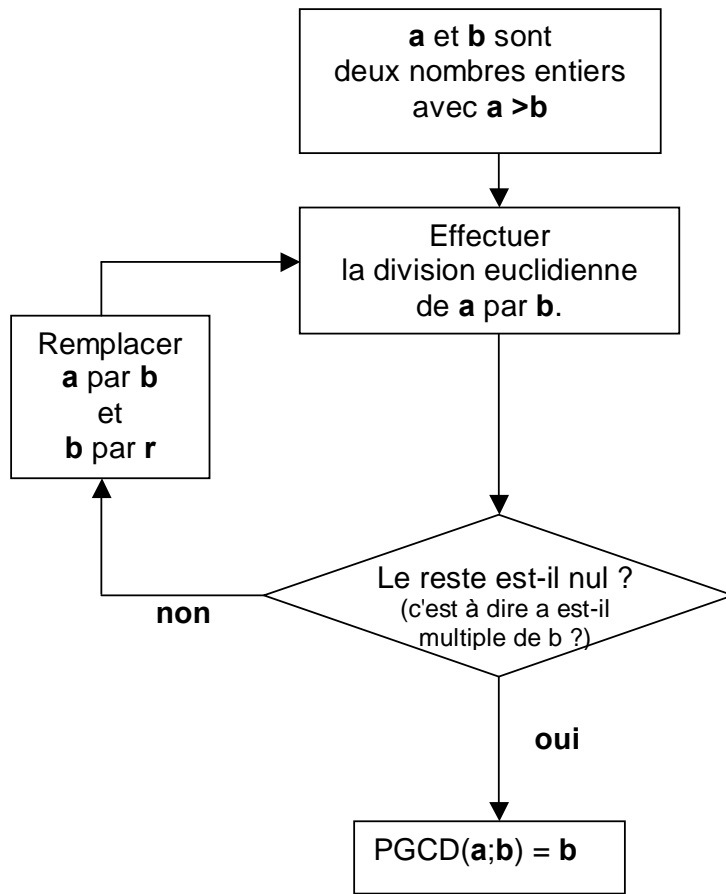 a et b sont
deux nombres entiers
avec a >b
Effectuer
la division euclidienne
de a par b.
Remplacer
a par b
et
b par r
Le reste est-il nul ?
(c'est à dire a est-il
multiple de b ?)
non
oui
PGCD(a;b) = b